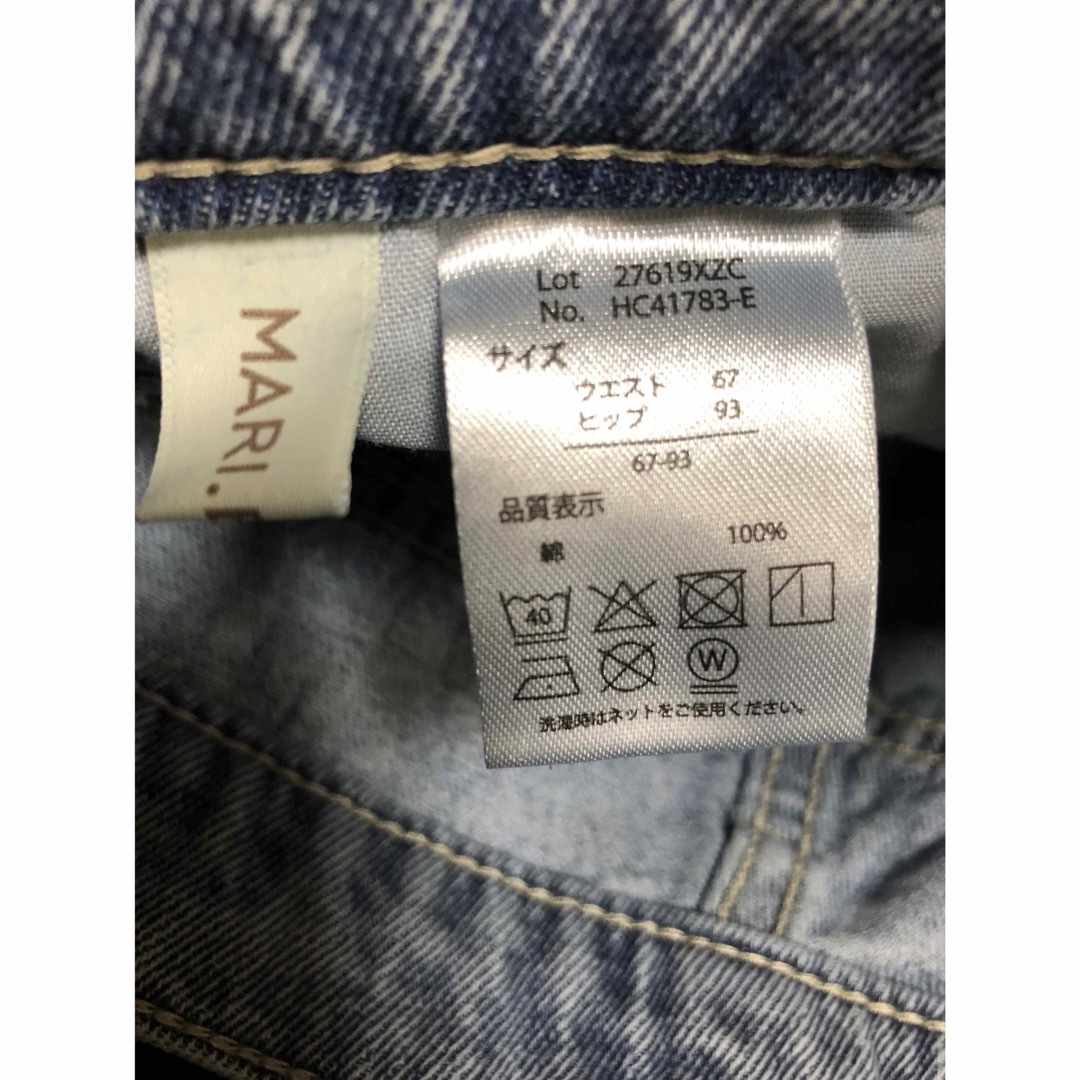 MARI.
Lot 27619XZC
No. HC41783-E
サイズ
ウエスト 67
ヒップ 93
67-93
品質表示
綿 100%
40
W
洗濯時はネットをご使用ください。